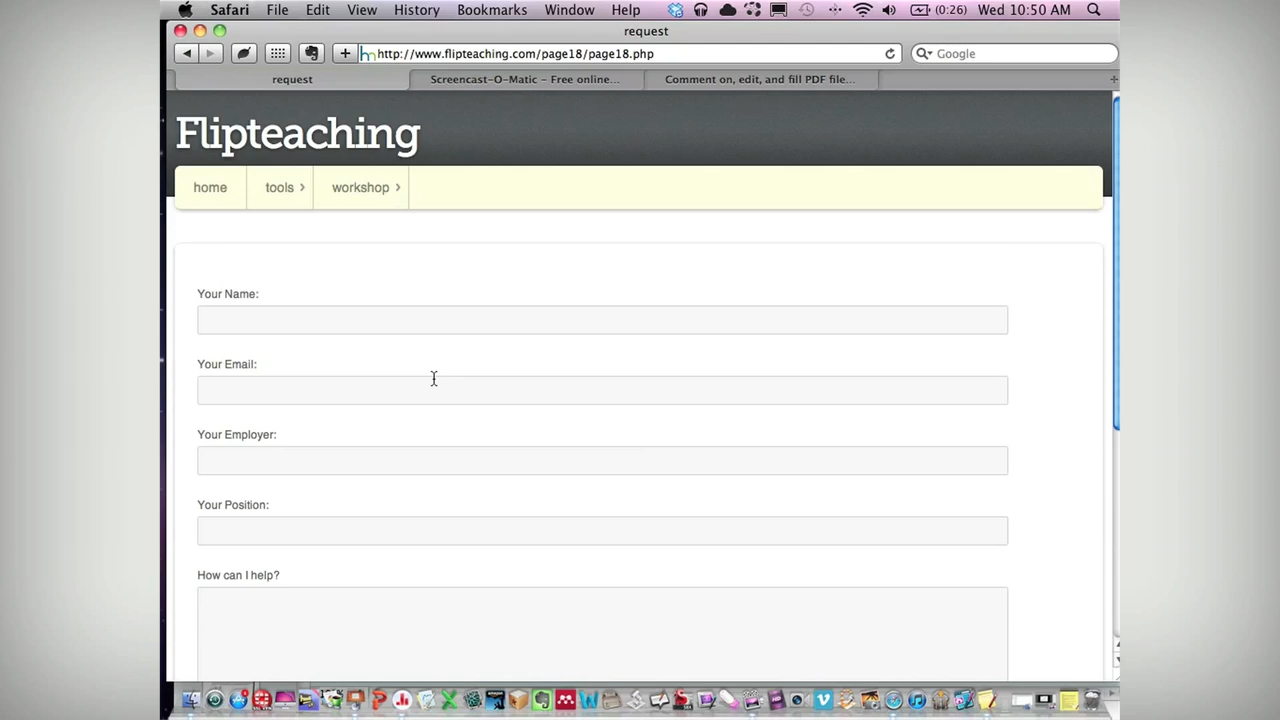 Safari File Edit View History Bookmarks Window Help (0:26) Wed 10:50 AM
request
http://www.flipteaching.com/page18/page18.php Google
request Screencast-O-Matic – Free online... Comment on, edit, and fill PDF file...
Flipteaching
home tools › workshop ›
Your Name:
Your Email:
Your Employer:
Your Position:
How can I help?